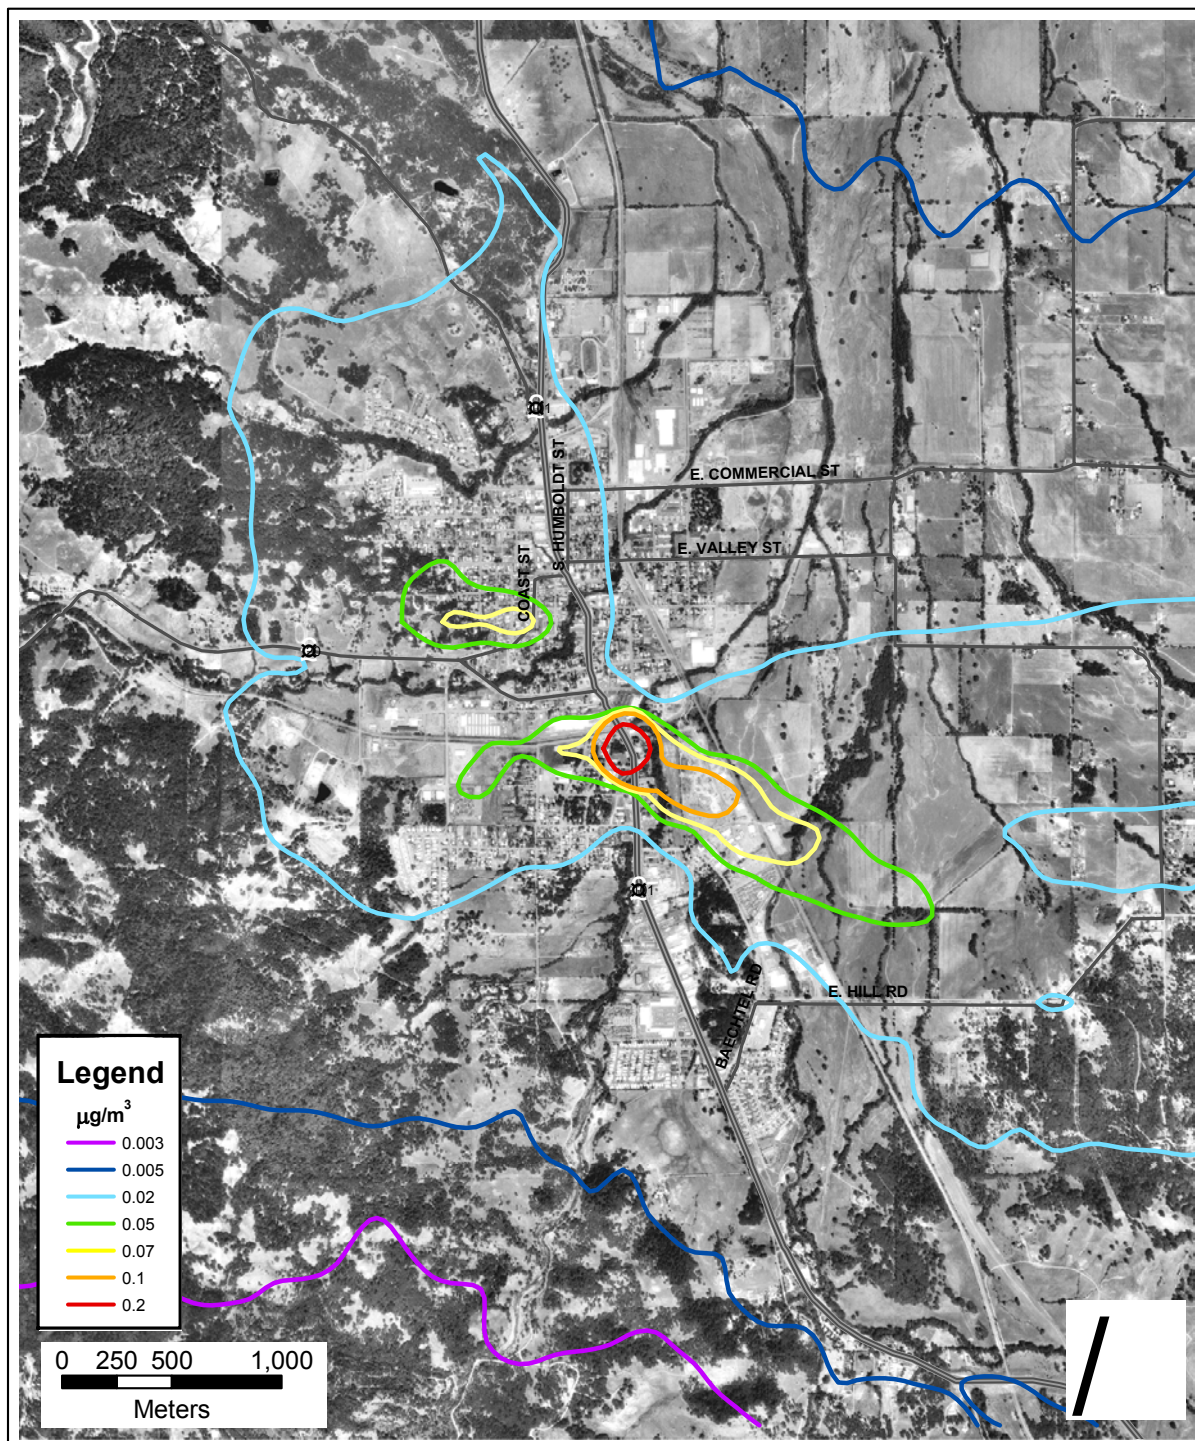 S. HUMBOLDT ST
E. COMMERCIAL ST
E. VALLEY ST
COAST ST
E. HILL RD
BAECHTEL RD
Legend
µg/m³
0.003
0.005
0.02
0.05
0.07
0.1
0.2
0 250 500 1,000
Meters